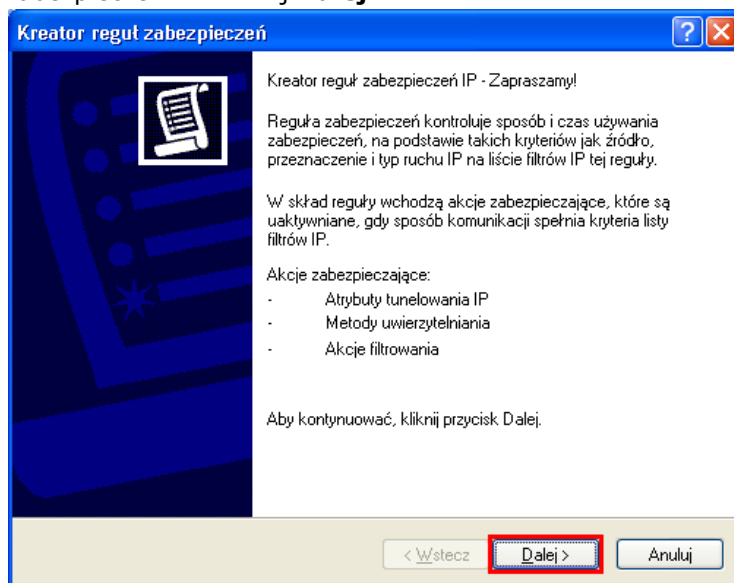 Kreator reguł zabezpieczeń
Kreator reguł zabezpieczeń IP - Zapraszamy!
Reguła zabezpieczeń kontroluje sposób i czas używania
zabezpieczeń, na podstawie takich kryteriów jak źródło,
przeznaczenie i typ ruchu IP na liście filtrów IP tej reguły.
W skład reguły wchodzą akcje zabezpieczające, które są
uaktywniane, gdy sposób komunikacji spełnia kryteria listy
filtrów IP.
Akcje zabezpieczające:
- Atrybuty tunelowania IP
- Metody uwierzytelniania
- Akcje filtrowania
Aby kontynuować, kliknij przycisk Dalej.
< Wstecz Dalej > Anuluj